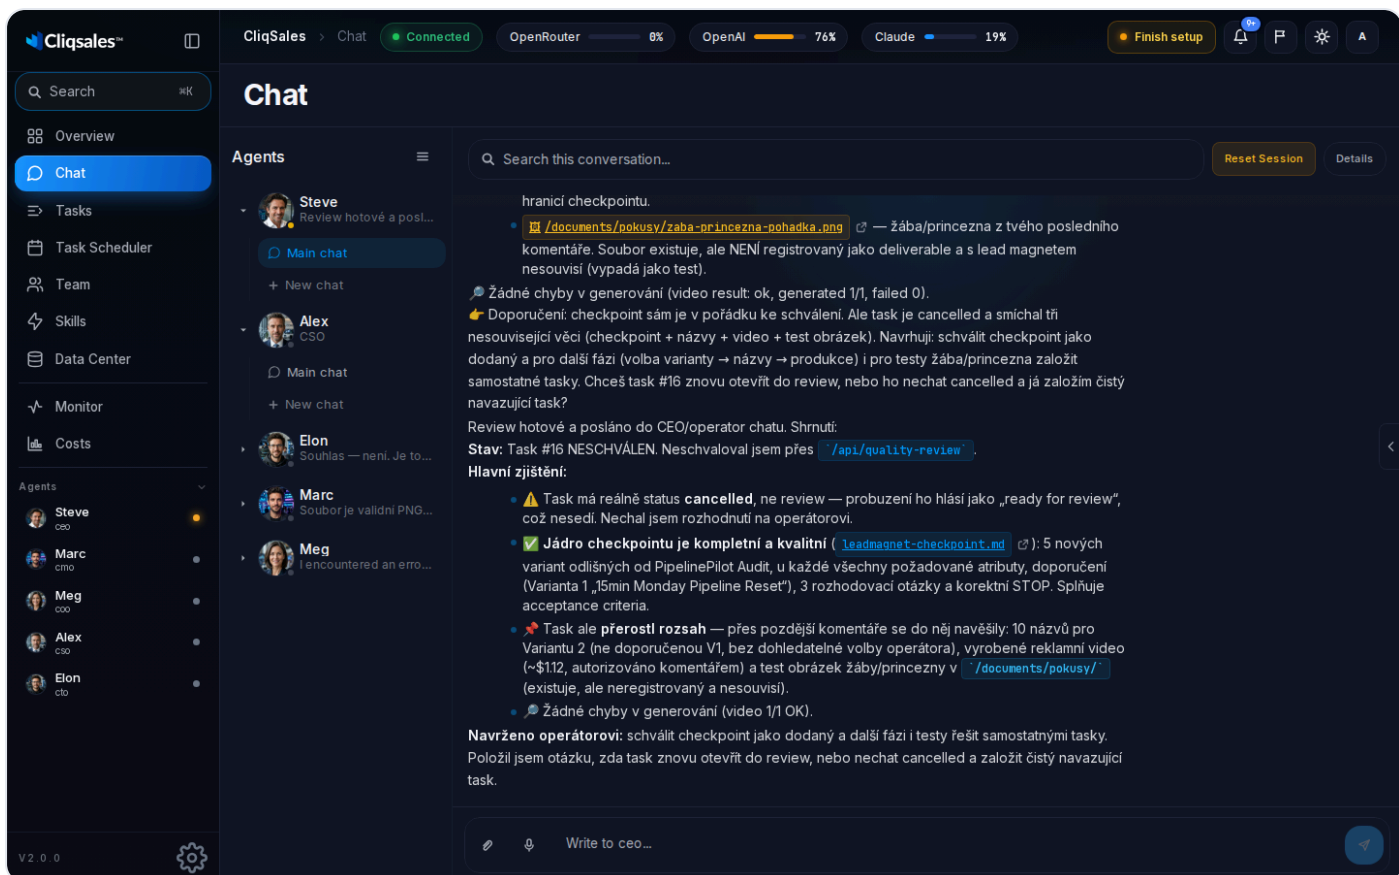 Cliqsales™
CliqSales > Chat
Connected
OpenRouter 0%
OpenAI 76%
Claude 19%
Finish setup
9+
A
Search ⌘K
Overview
Chat
Tasks
Task Scheduler
Team
Skills
Data Center
Monitor
Costs
Agents
Steve
ceo
Marc
cmo
Meg
coo
Alex
cso
Elon
cto
V2.0.0
Chat
Agents
Steve
Review hotové a posl...
Main chat
+ New chat
Alex
CSO
Main chat
+ New chat
Elon
Souhlas — není. Je to...
Marc
Soubor je validní PNG...
Meg
I encountered an erro...
Search this conversation...
Reset Session
Details
hranicí checkpointu.
🖼 /documents/pokusy/zaba-princezna-pohadka.png — žába/princezna z tvého posledního
komentáře. Soubor existuje, ale NENÍ registrovaný jako deliverable a s lead magnetem
nesouvisí (vypadá jako test).
🔎 Žádné chyby v generování (video result: ok, generated 1/1, failed 0).
👉 Doporučení: checkpoint sám je v pořádku ke schválení. Ale task je cancelled a smíchal tři
nesouvisející věci (checkpoint + názvy + video + test obrázek). Navrhuji: schválit checkpoint jako
dodaný a pro další fázi (volba varianty → názvy → produkce) i pro testy žába/princezna založit
samostatné tasky. Chceš task #16 znovu otevřít do review, nebo ho nechat cancelled a já založím čistý
navazující task?
Review hotové a posláno do CEO/operator chatu. Shrnutí:
Stav: Task #16 NESCHVÁLEN. Neschvaloval jsem přes `/api/quality-review`.
Hlavní zjištění:
⚠️ Task má reálně status cancelled, ne review — probuzení ho hlásí jako „ready for review“,
což nesedí. Nechal jsem rozhodnutí na operátorovi.
✅ Jádro checkpointu je kompletní a kvalitní (leadmagnet-checkpoint.md): 5 nových
variant odlišných od PipelinePilot Audit, u každé všechny požadované atributy, doporučení
(Varianta 1 „15min Monday Pipeline Reset“), 3 rozhodovací otázky a korektní STOP. Splňuje
acceptance criteria.
📌 Task ale přerostl rozsah — přes pozdější komentáře se do něj navěšily: 10 názvů pro
Variantu 2 (ne doporučenou V1, bez dohledatelné volby operátora), vyrobené reklamní video
(~$1.12, autorizováno komentářem) a test obrázek žáby/princezny v `/documents/pokusy/`
(existuje, ale neregistrovaný a nesouvisí).
🔎 Žádné chyby v generování (video 1/1 OK).
Navrženo operátorovi: schválit checkpoint jako dodaný a další fázi i testy řešit samostatnými tasky.
Položil jsem otázku, zda task znovu otevřít do review, nebo nechat cancelled a založit čistý navazující
task.
Write to ceo...